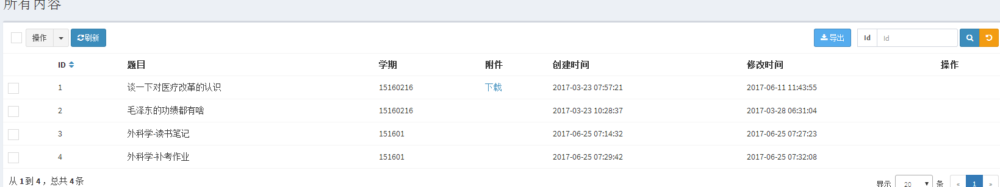 所有内容
操作 刷新 导出 Id Id
ID 题目 学期 附件 创建时间 修改时间 操作
1 谈一下对医疗改革的认识 15160216 下载 2017-03-23 07:57:21 2017-06-11 11:43:55
2 毛泽东的功绩都有啥 15160216 2017-03-23 10:28:37 2017-03-28 06:31:04
3 外科学-读书笔记 151601 2017-06-25 07:14:32 2017-06-25 07:27:23
4 外科学-补考作业 151601 2017-06-25 07:29:42 2017-06-25 07:32:08
从 1 到 4 ，总共 4 条 显示 20 条 « 1 »